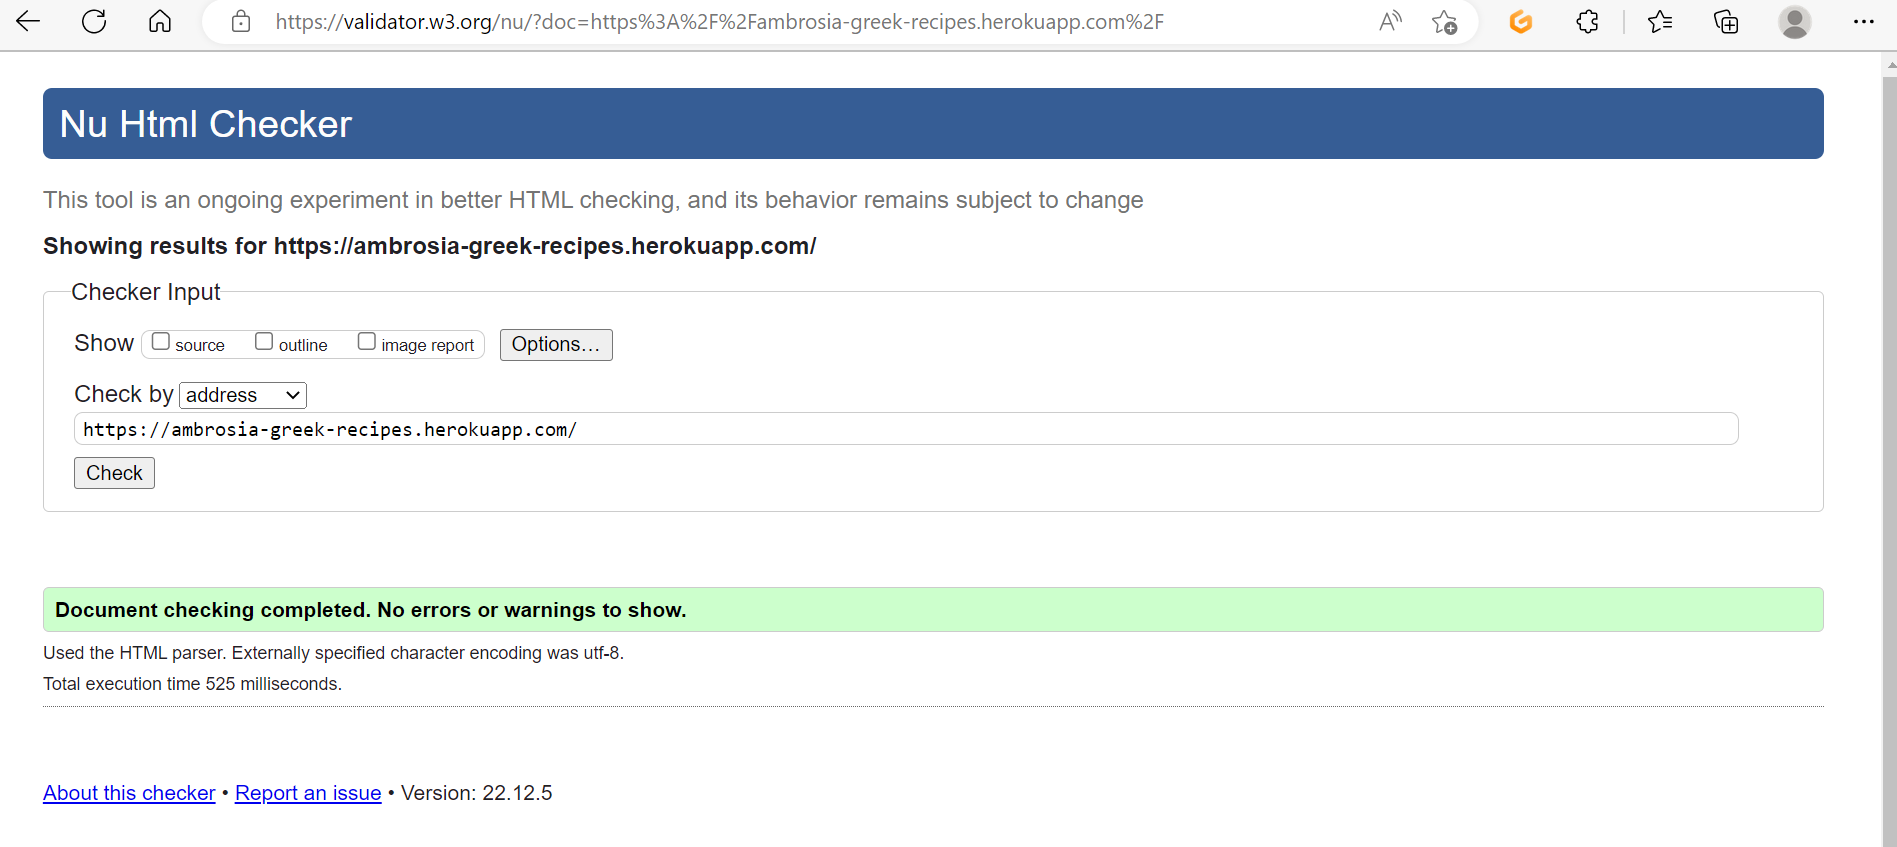 https://validator.w3.org/nu/?doc=https%3A%2F%2Fambrosia-greek-recipes.herokuapp.com%2F
Nu Html Checker
This tool is an ongoing experiment in better HTML checking, and its behavior remains subject to change
Showing results for https://ambrosia-greek-recipes.herokuapp.com/
Checker Input
Show source outline image report Options...
Check by address
https://ambrosia-greek-recipes.herokuapp.com/
Check
Document checking completed. No errors or warnings to show.
Used the HTML parser. Externally specified character encoding was utf-8.
Total execution time 525 milliseconds.
About this checker • Report an issue • Version: 22.12.5